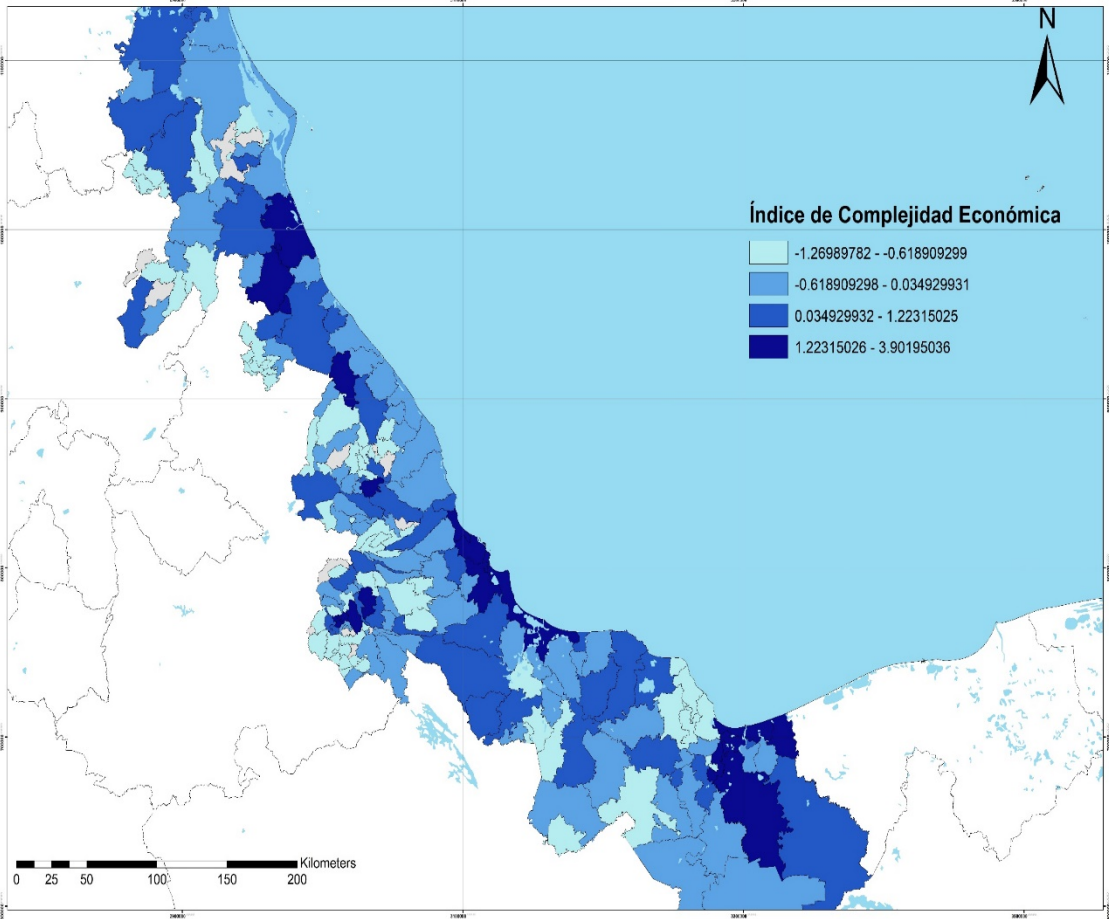 N
Índice de Complejidad Económica
-1.26989782 - -0.618909299
-0.618909298 - 0.034929931
0.034929932 - 1.22315025
1.22315026 - 3.90195036
Kilometers
0 25 50 100 150 200